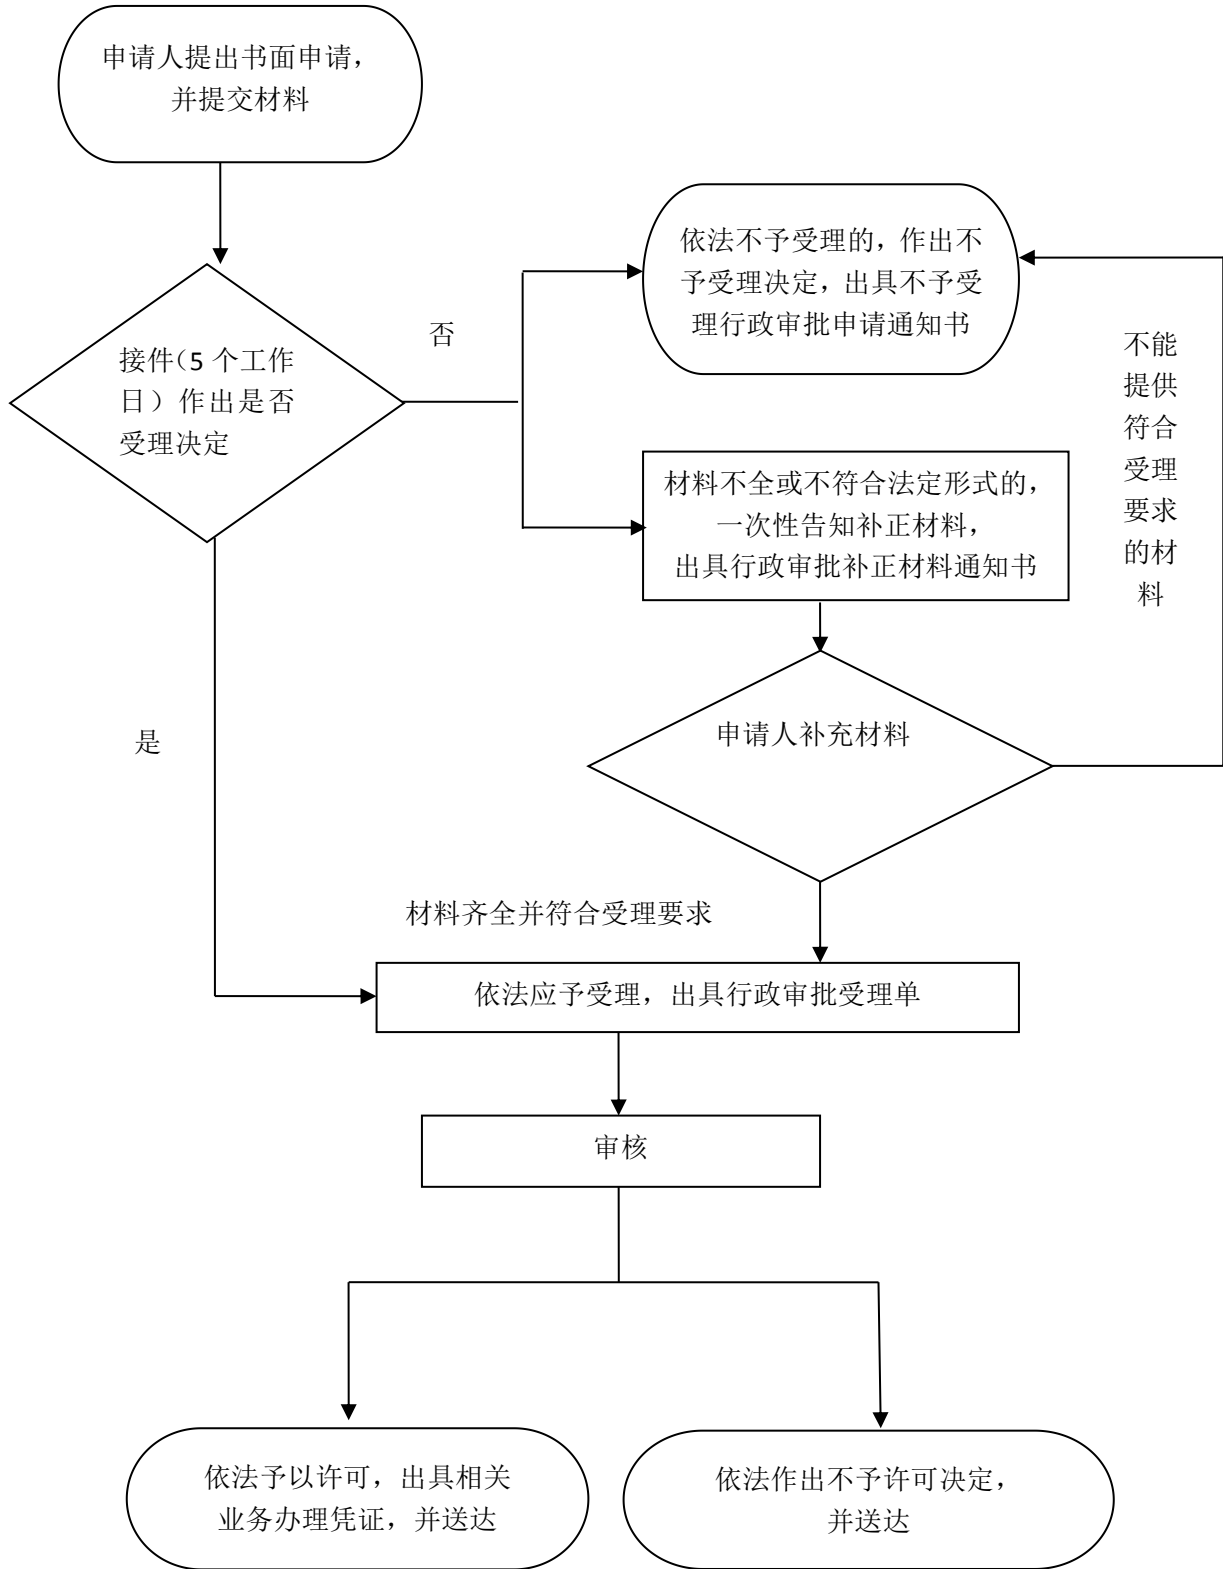 申请人提出书面申请，
并提交材料
依法不予受理的，作出不
予受理决定，出具不予受
理行政审批申请通知书
否
接件（5 个工作
日）作出是否
受理决定
不能
提供
符合
受理
要求
的材
料
材料不全或不符合法定形式的，
一次性告知补正材料，
出具行政审批补正材料通知书
是
申请人补充材料
材料齐全并符合受理要求
依法应予受理，出具行政审批受理单
审核
依法予以许可，出具相关
业务办理凭证，并送达
依法作出不予许可决定，
并送达